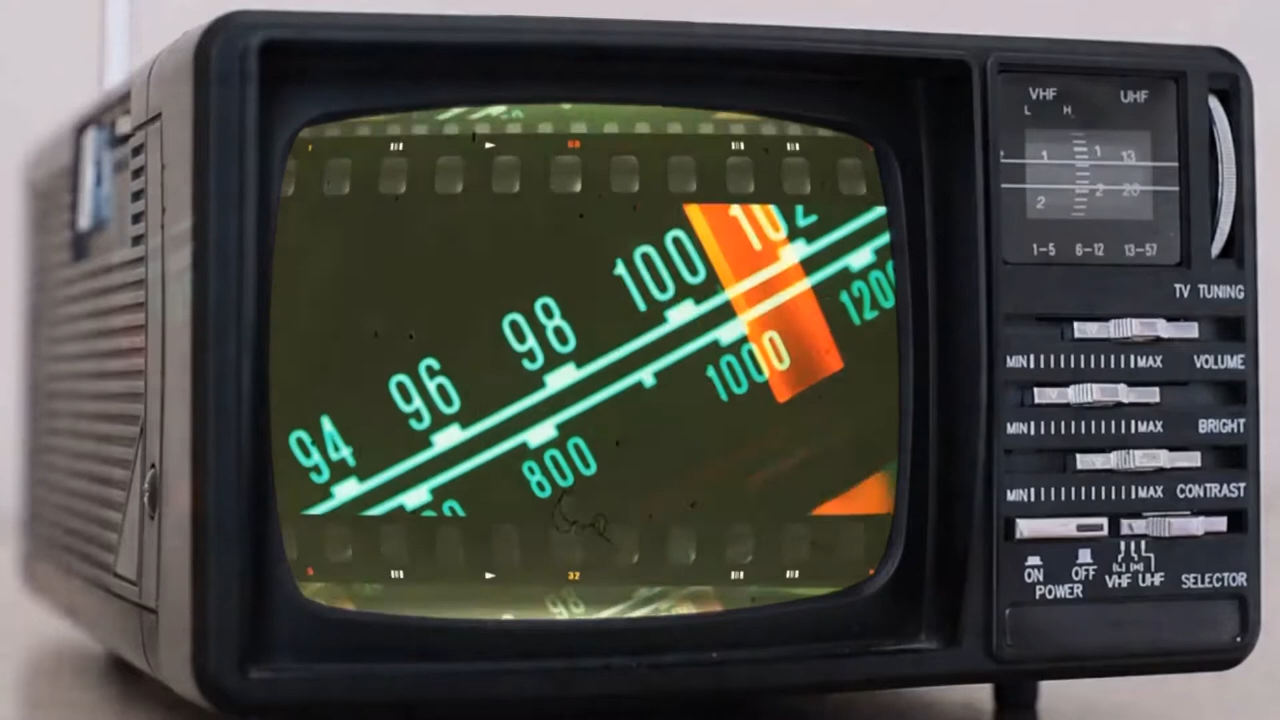 VHF UHF
L H
1 1 13
2 2 20
1-5 6-12 13-57
TV TUNING
MIN MAX VOLUME
MIN MAX BRIGHT
MIN MAX CONTRAST
ON OFF VHF UHF SELECTOR
POWER
94 96 98 100 102
800 1000 1200
32
98